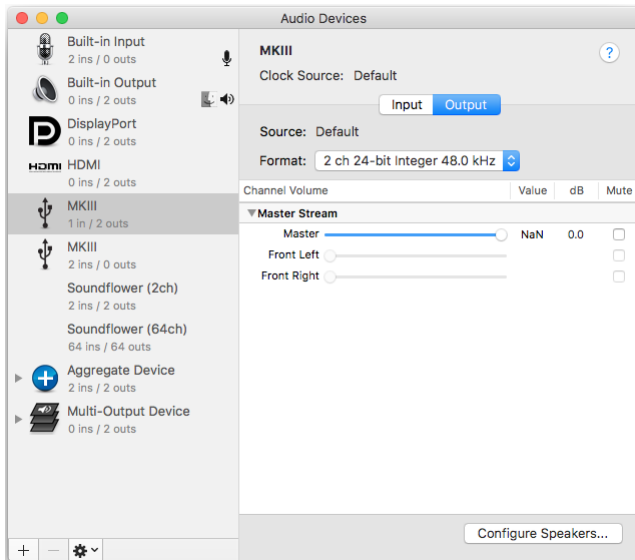 Audio Devices
Built-in Input
2 ins / 0 outs
Built-in Output
0 ins / 2 outs
DisplayPort
0 ins / 2 outs
HDMI
HDMI
0 ins / 2 outs
MKIII
1 in / 2 outs
MKIII
2 ins / 0 outs
Soundflower (2ch)
2 ins / 2 outs
Soundflower (64ch)
64 ins / 64 outs
Aggregate Device
2 ins / 2 outs
Multi-Output Device
0 ins / 2 outs
MKIII
?
Clock Source: Default
Input Output
Source: Default
Format: 2 ch 24-bit Integer 48.0 kHz
Channel Volume Value dB Mute
Master Stream
Master NaN 0.0
Front Left
Front Right
Configure Speakers...